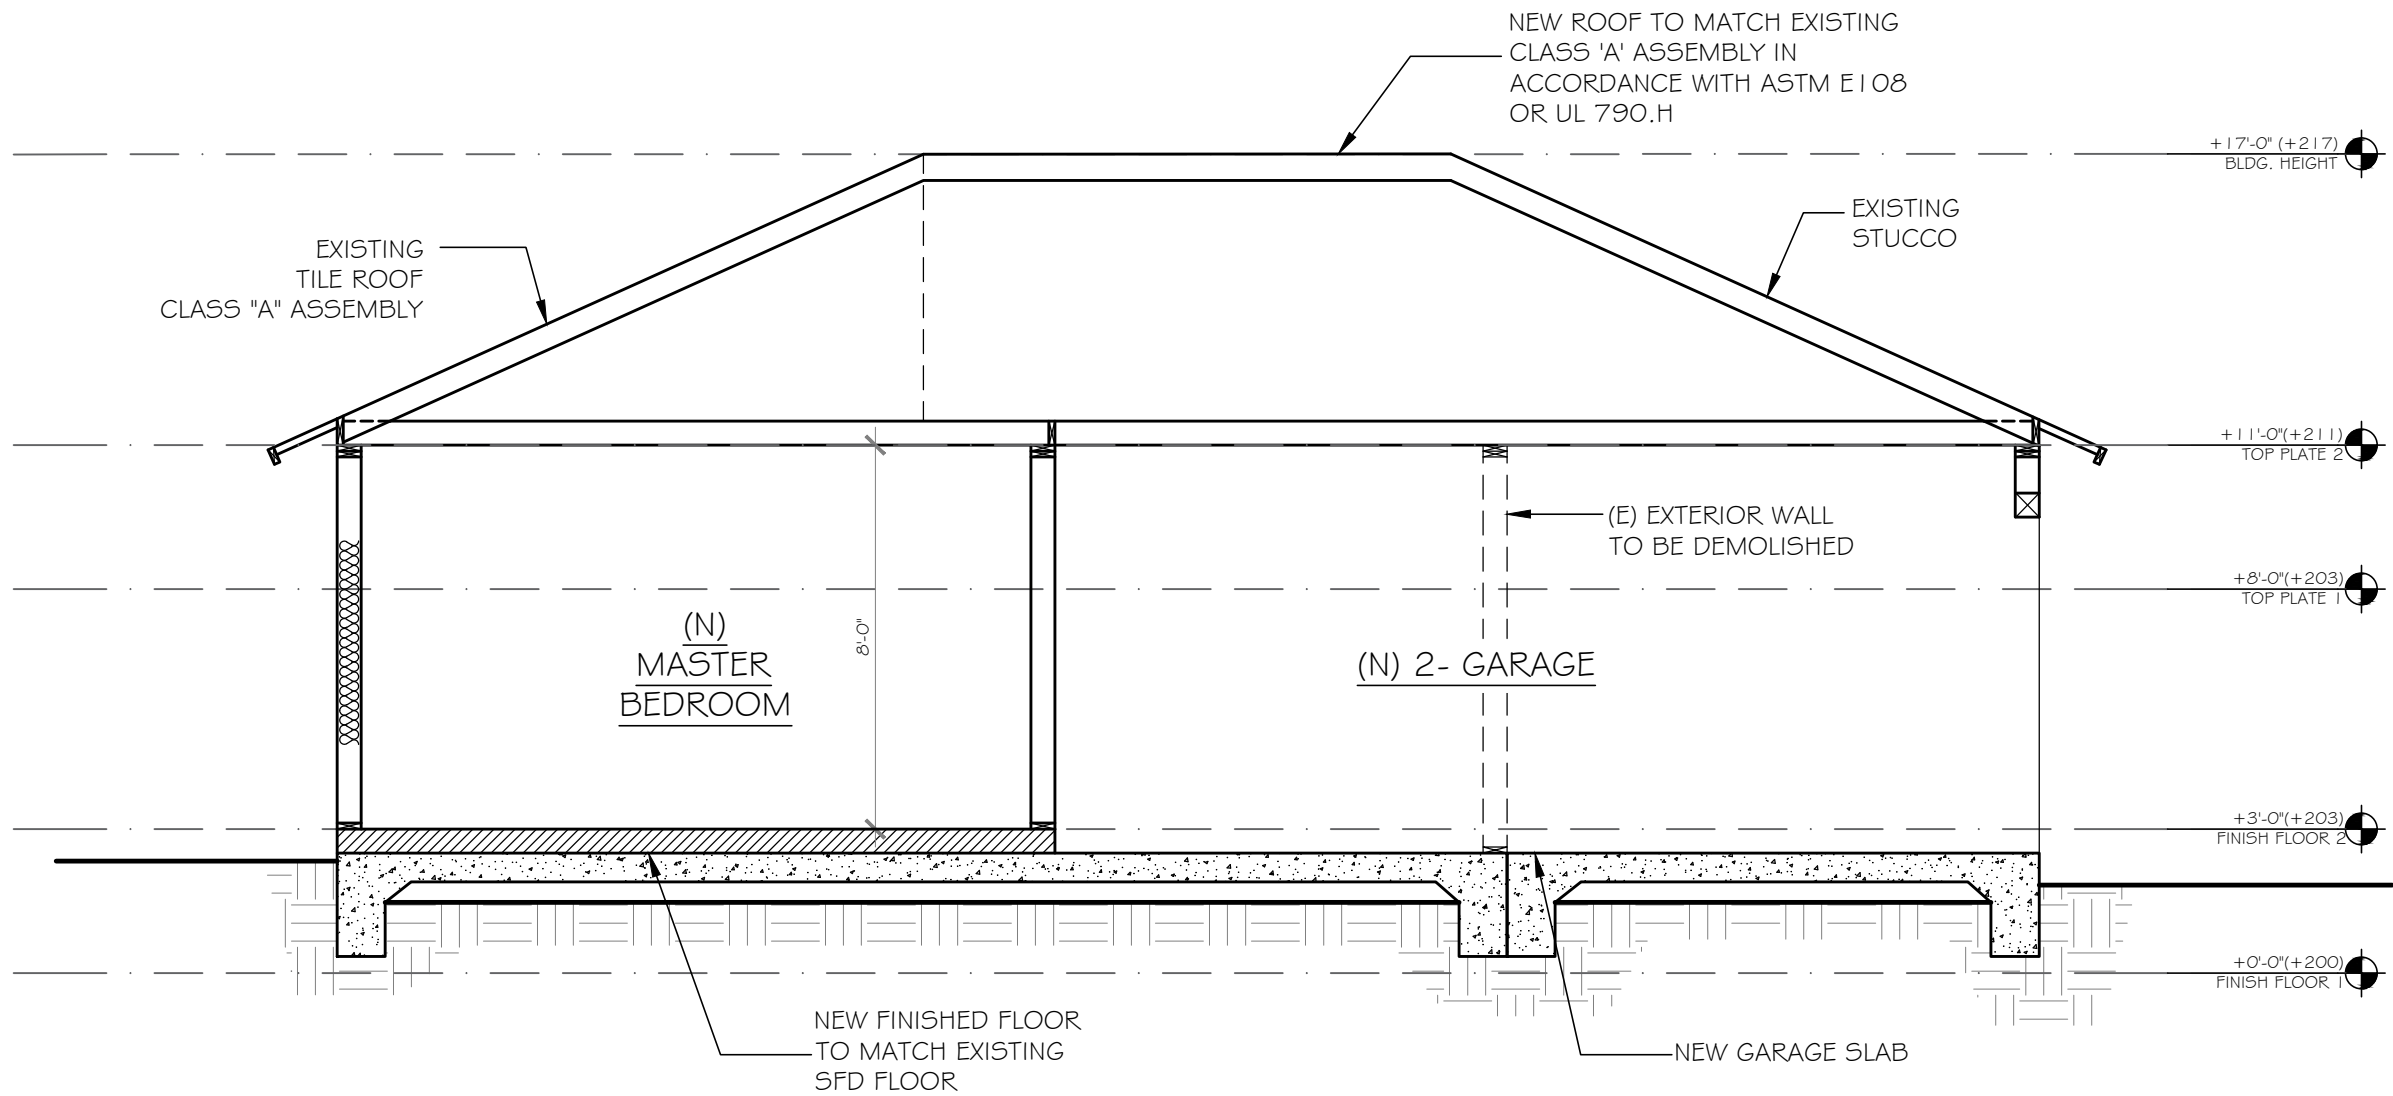 NEW ROOF TO MATCH EXISTING
CLASS 'A' ASSEMBLY IN
ACCORDANCE WITH ASTM E108
OR UL 790.H
+17'-0" (+217)
BLDG. HEIGHT
EXISTING
STUCCO
EXISTING
TILE ROOF
CLASS "A" ASSEMBLY
+11'-0"(+211)
TOP PLATE 2
(E) EXTERIOR WALL
TO BE DEMOLISHED
+8'-0"(+203)
TOP PLATE 1
(N)
MASTER
BEDROOM
8'-0"
(N) 2- GARAGE
+3'-0"(+203)
FINISH FLOOR 2
+0'-0"(+200)
FINISH FLOOR 1
NEW FINISHED FLOOR
TO MATCH EXISTING
SFD FLOOR
NEW GARAGE SLAB